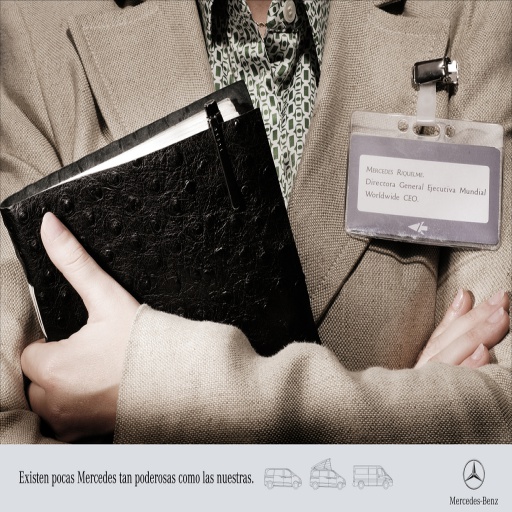 MERCEDES RIQUELME.
Directora General Ejecutiva Mundial
Worldwide CEO.
Existen pocas Mercedes tan poderosas como las nuestras.
Mercedes-Benz